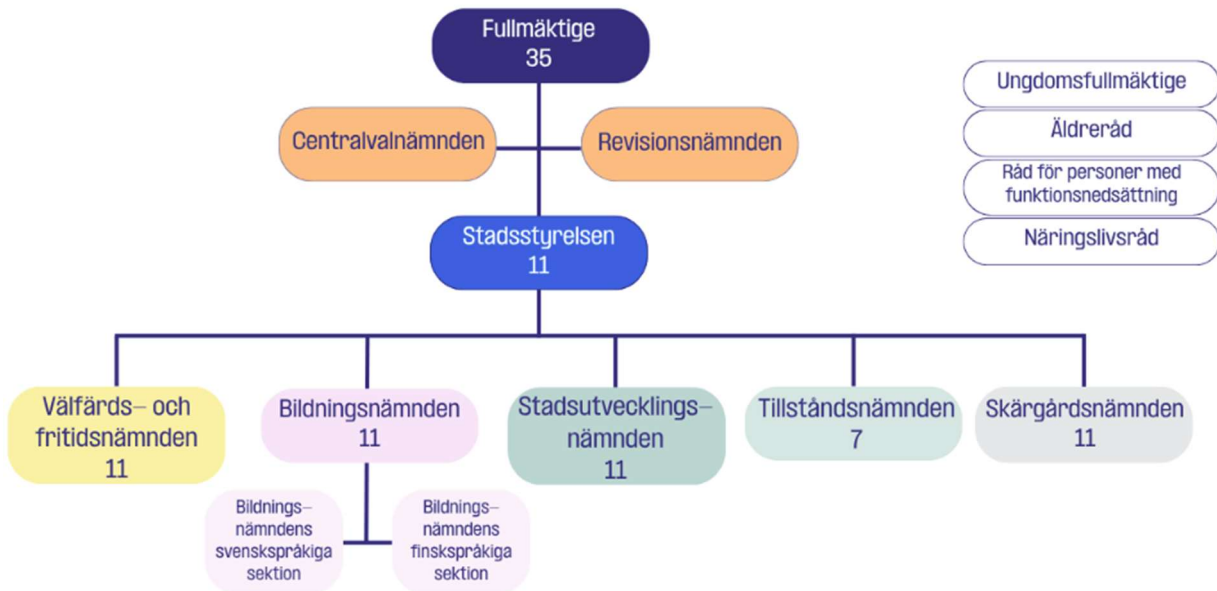 Fullmäktige
35
Centralvalnämnden
Revisionsnämnden
Stadsstyrelsen
11
Ungdomsfullmäktige
Äldreråd
Råd för personer med
funktionsnedsättning
Näringslivsråd
Välfärds- och
fritidsnämnden
11
Bildningsnämnden
11
Stadsutvecklings-
nämnden
11
Tillståndsnämnden
7
Skärgårdsnämnden
11
Bildnings-
nämndens
svenskspråkiga
sektion
Bildnings-
nämndens
finskspråkiga
sektion